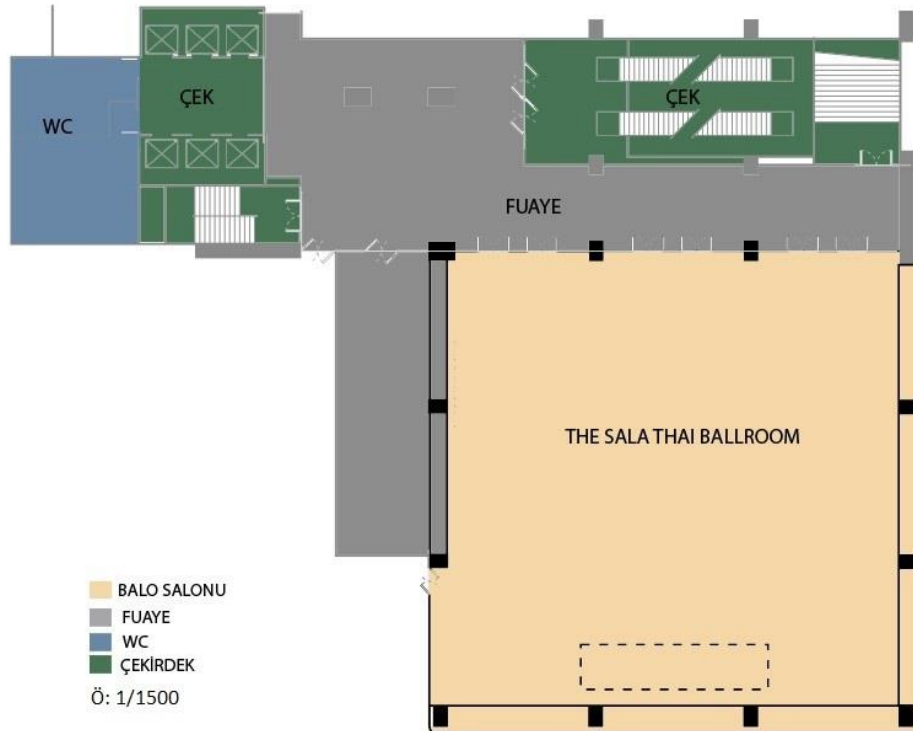 WC
ÇEK
ÇEK
FUAYE
THE SALA THAI BALLROOM
BALO SALONU
FUAYE
WC
ÇEKİRDEK
Ö: 1/1500